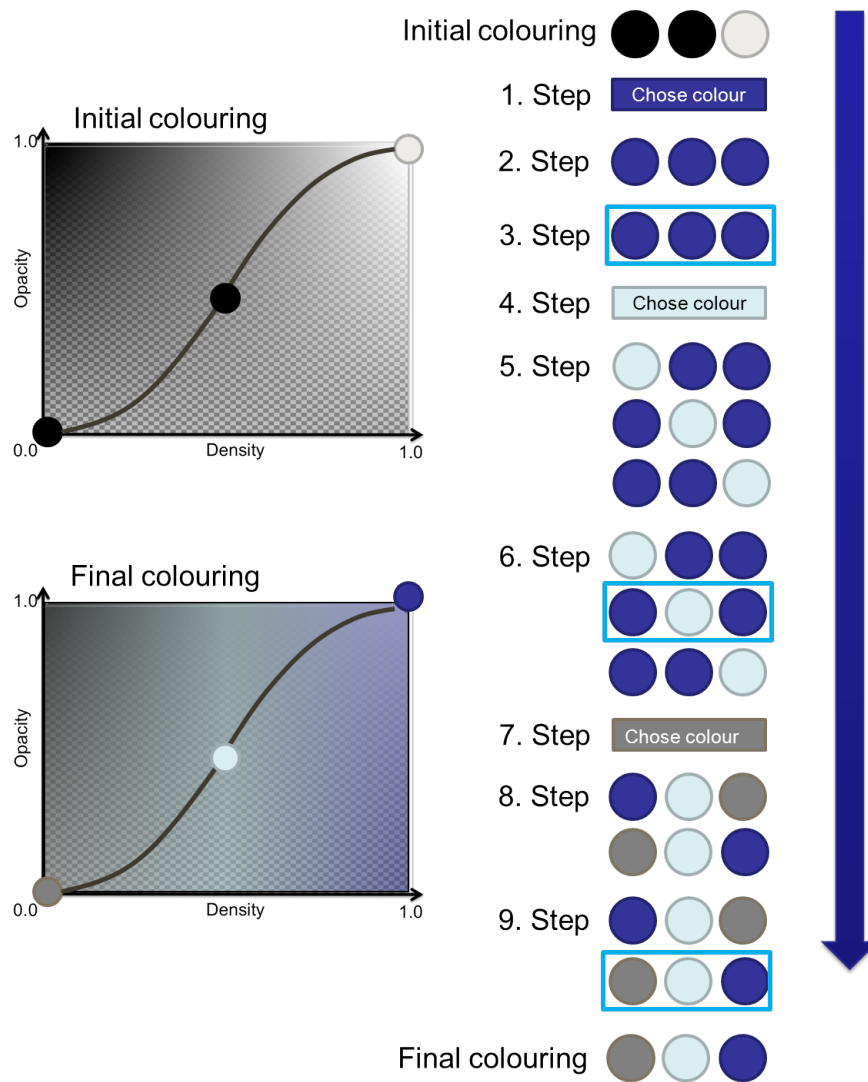 Initial colouring
1. Step
Chose colour
2. Step
3. Step
4. Step
Chose colour
5. Step
6. Step
7. Step
Chose colour
8. Step
9. Step
Final colouring
Initial colouring
1.0
Opacity
0.0
Density
1.0
Final colouring
1.0
Opacity
0.0
Density
1.0